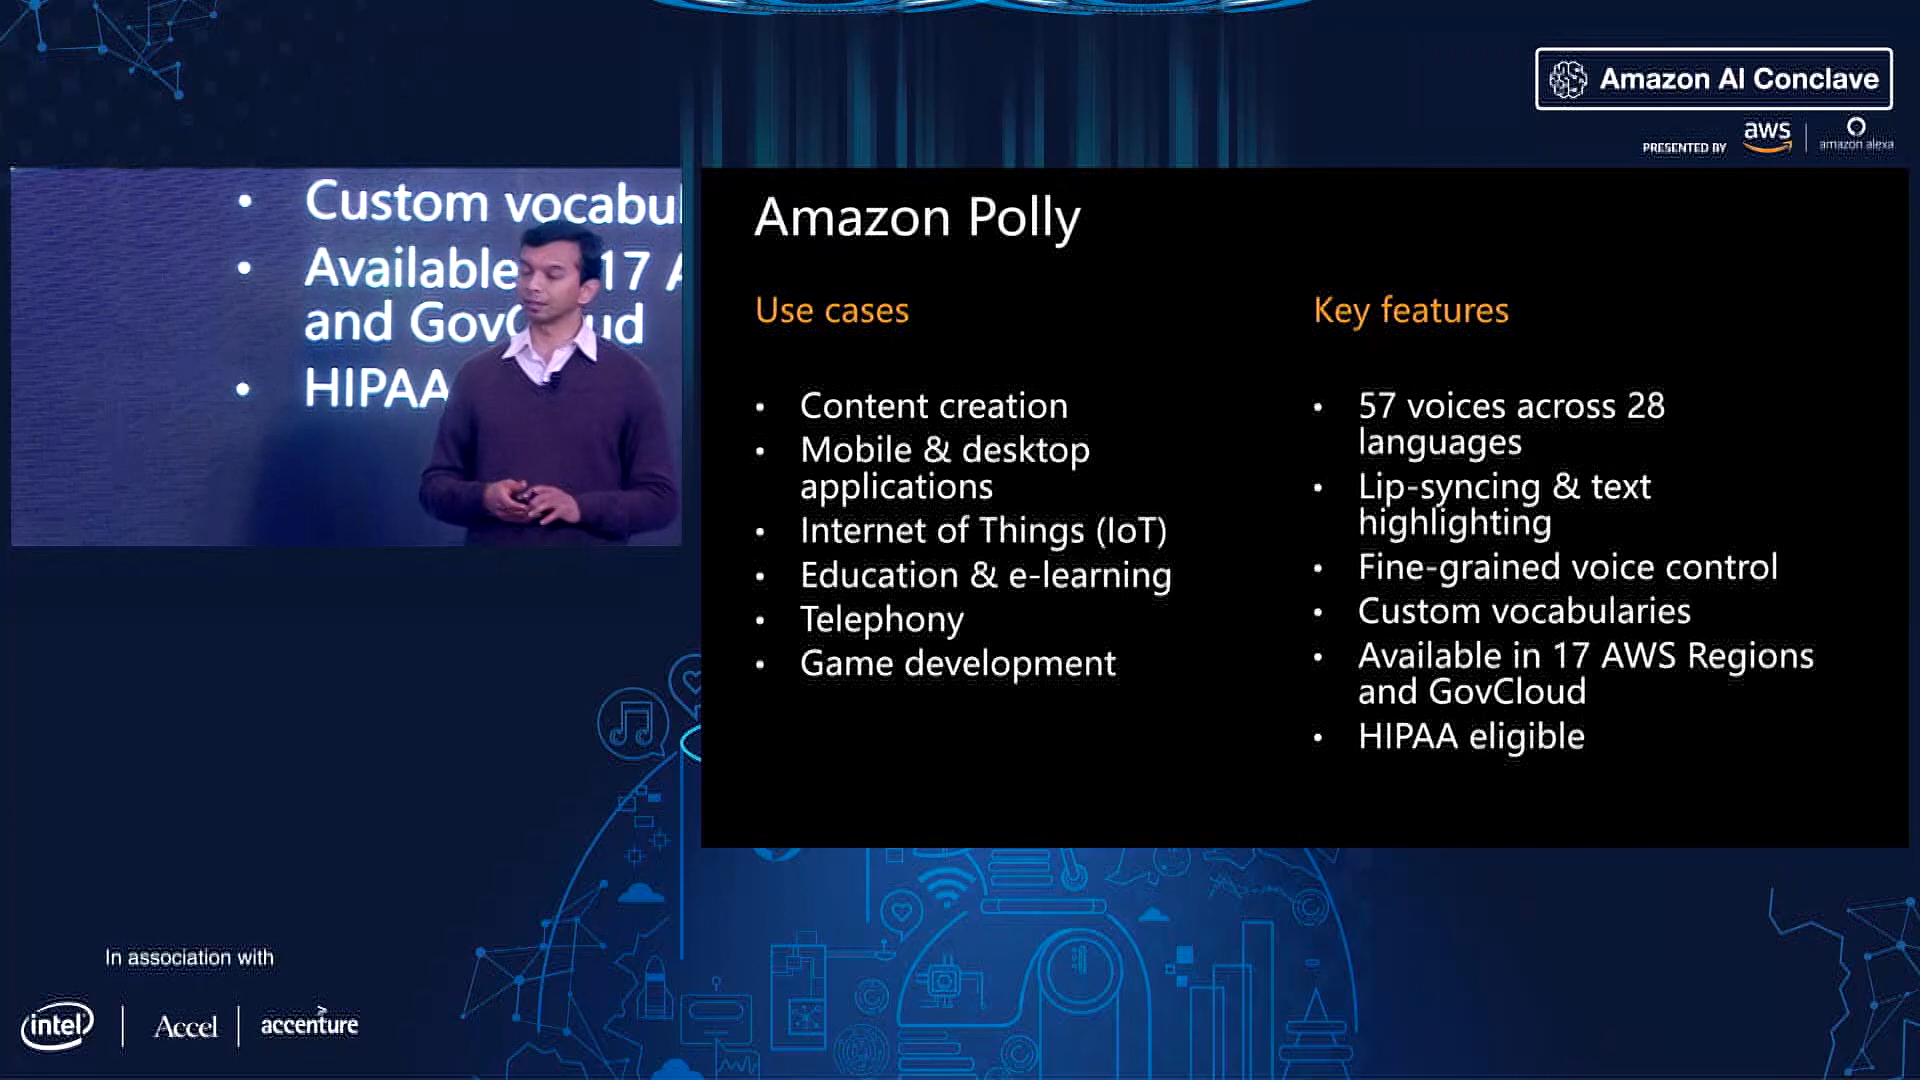 Amazon AI Conclave
PRESENTED BY
aws
amazon alexa
• Custom vocabu
• Available 17
and GovC ud
• HIPAA
Amazon Polly
Use cases
• Content creation
• Mobile & desktop
applications
• Internet of Things (IoT)
• Education & e-learning
• Telephony
• Game development
Key features
• 57 voices across 28
languages
• Lip-syncing & text
highlighting
• Fine-grained voice control
• Custom vocabularies
• Available in 17 AWS Regions
and GovCloud
• HIPAA eligible
In association with
intel
Accel
accenture